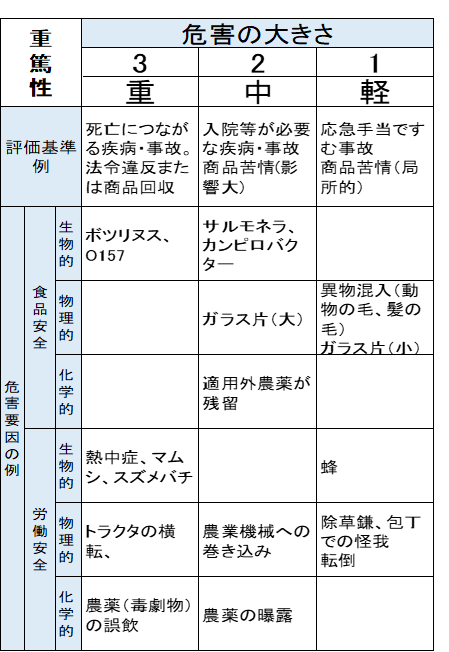 重
篤
性
危害の大きさ
3
2
1
重
中
軽
評価基準
例
死亡につなが
る疾病・事故。
法令違反また
は商品回収
入院等が必要
な疾病・事故
商品苦情(影
響大)
応急手当です
む事故
商品苦情(局
所的)
危害要因の例
食品安全
生物的
ボツリヌス、
O157
サルモネラ、
カンピロバク
ター
物理的
ガラス片(大)
異物混入(動
物の毛、髪の
毛)
ガラス片(小)
化学的
適用外農薬が
残留
労働安全
生物的
熱中症、マム
シ、スズメバチ
蜂
物理的
トラクタの横
転、
農業機械への
巻き込み
除草鎌、包丁
での怪我
転倒
化学的
農薬(毒劇物)
の誤飲
農薬の曝露